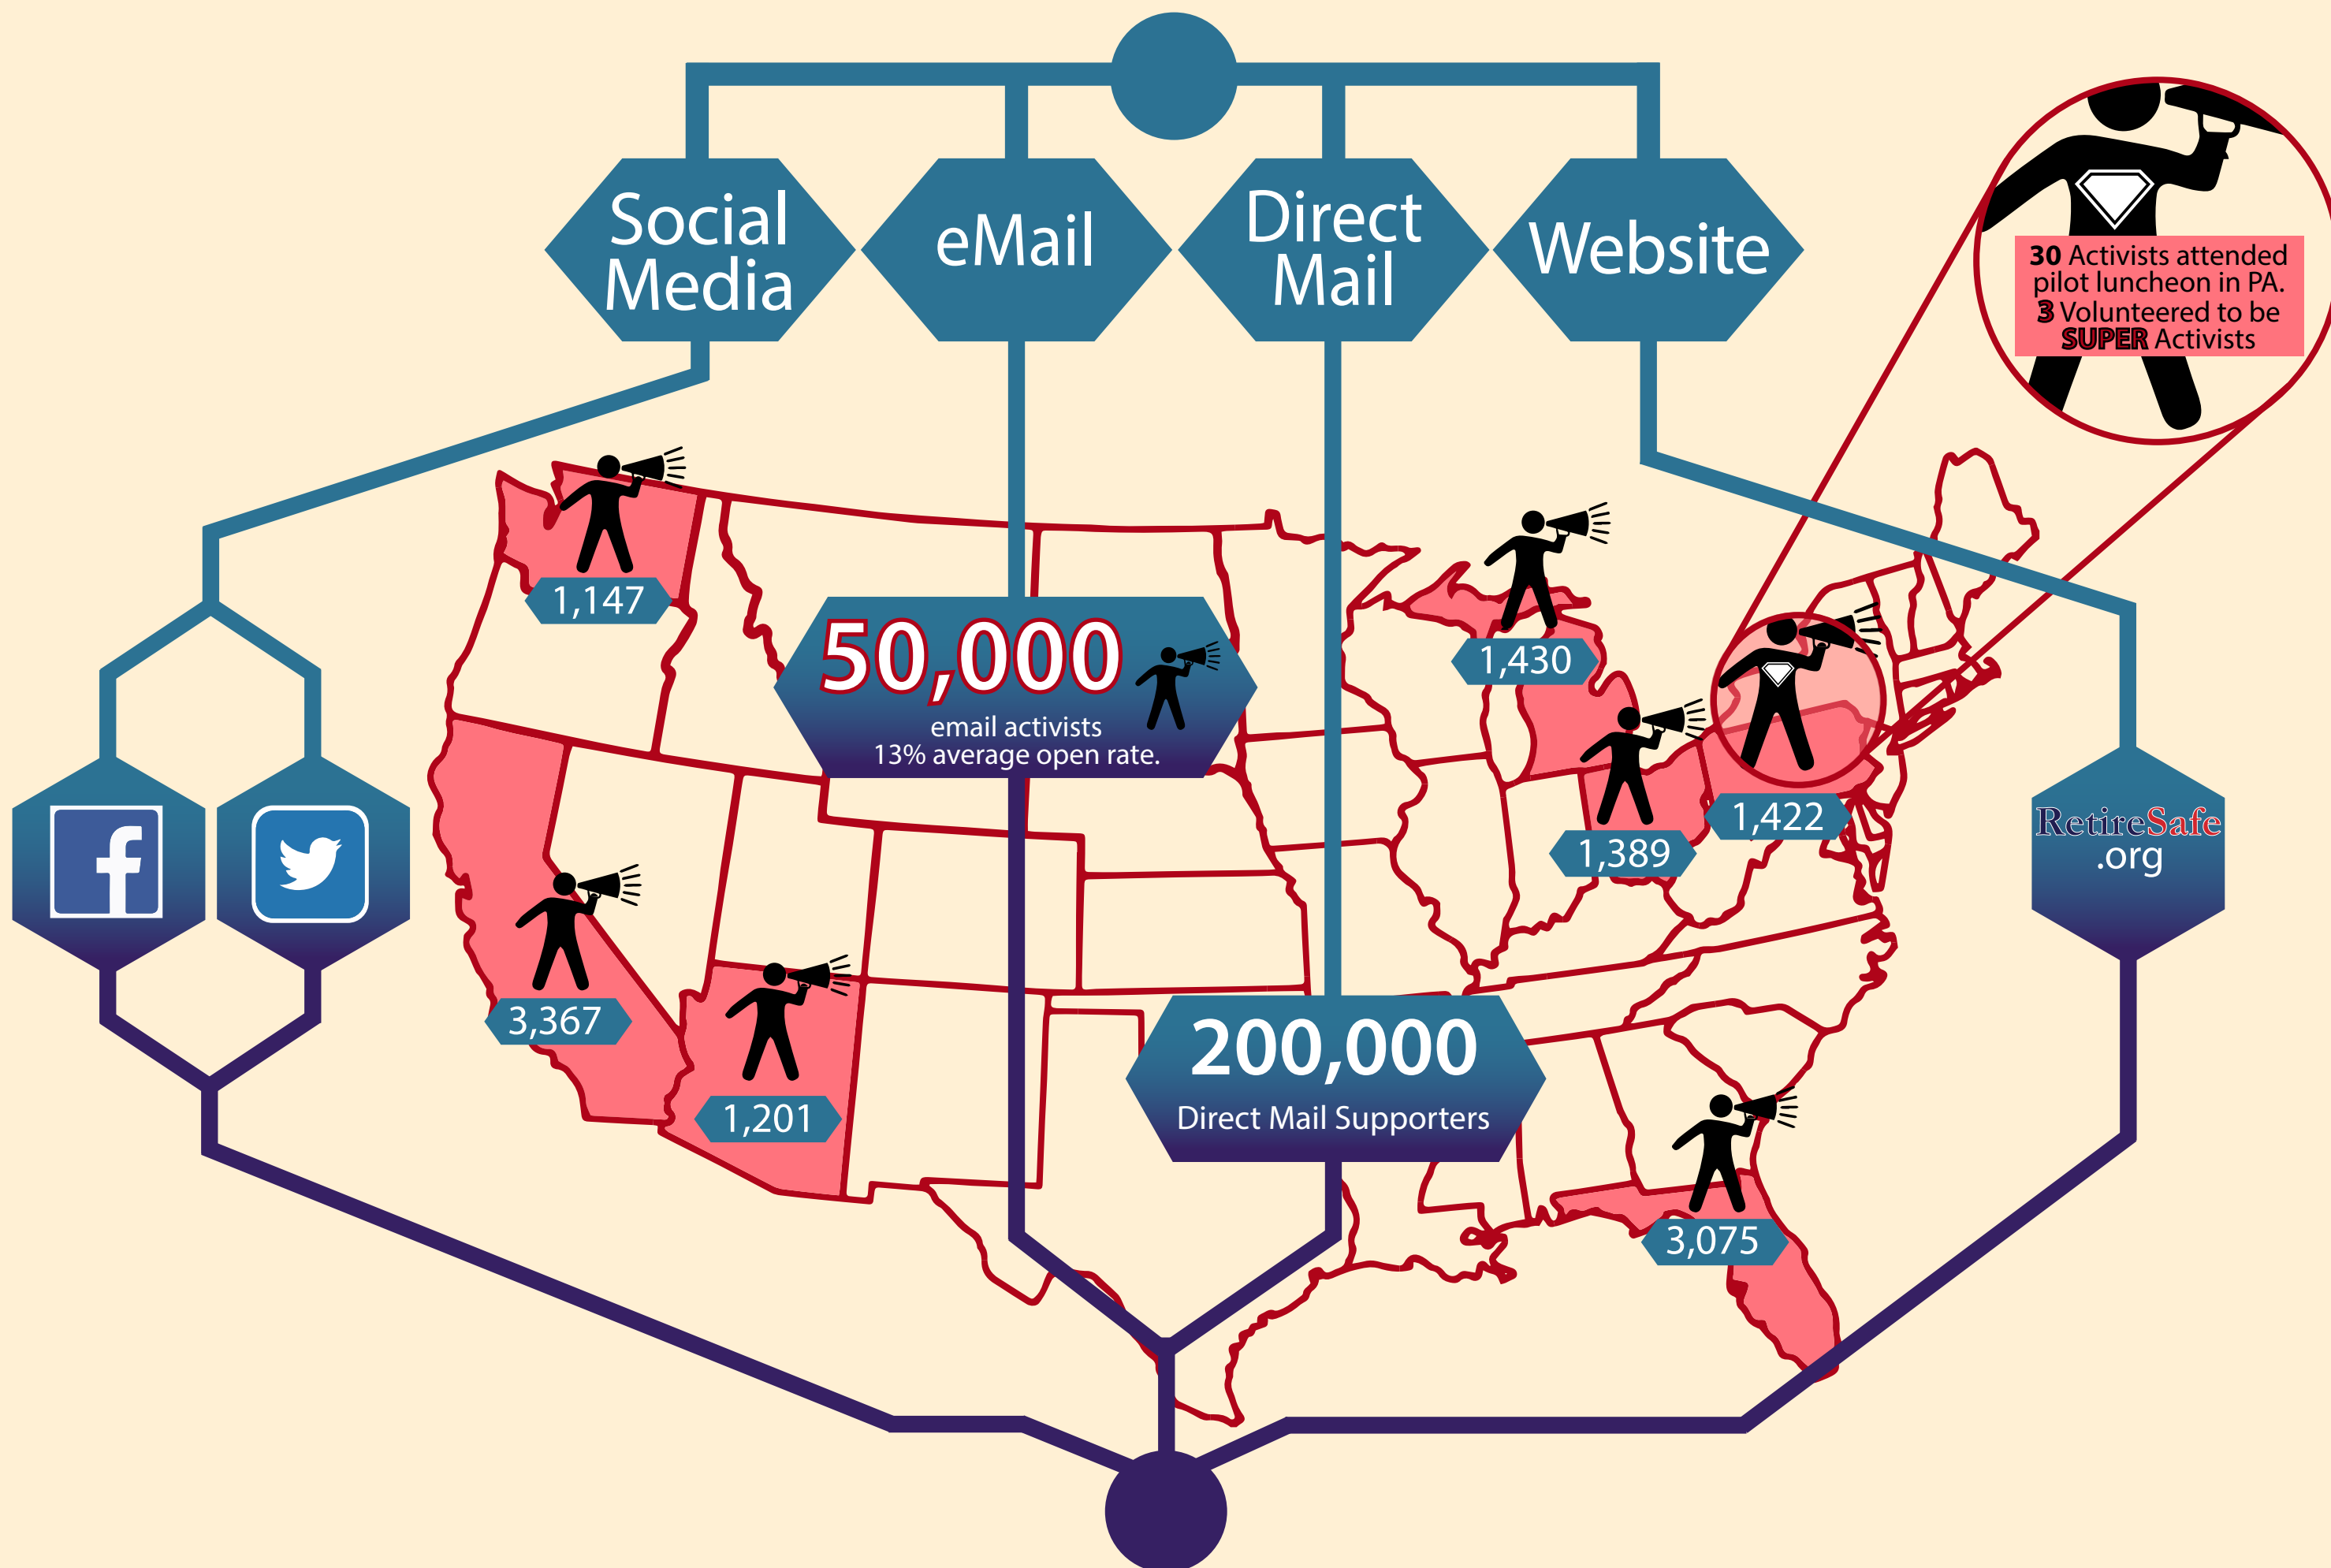 Social
Media
eMail
Direct
Mail
Website
30 Activists attended
pilot luncheon in PA.
3 Volunteered to be
SUPER Activists
1,147
50,000
email activists
13% average open rate.
1,430
1,422
1,389
RetireSafe
.org
3,367
1,201
200,000
Direct Mail Supporters
3,075